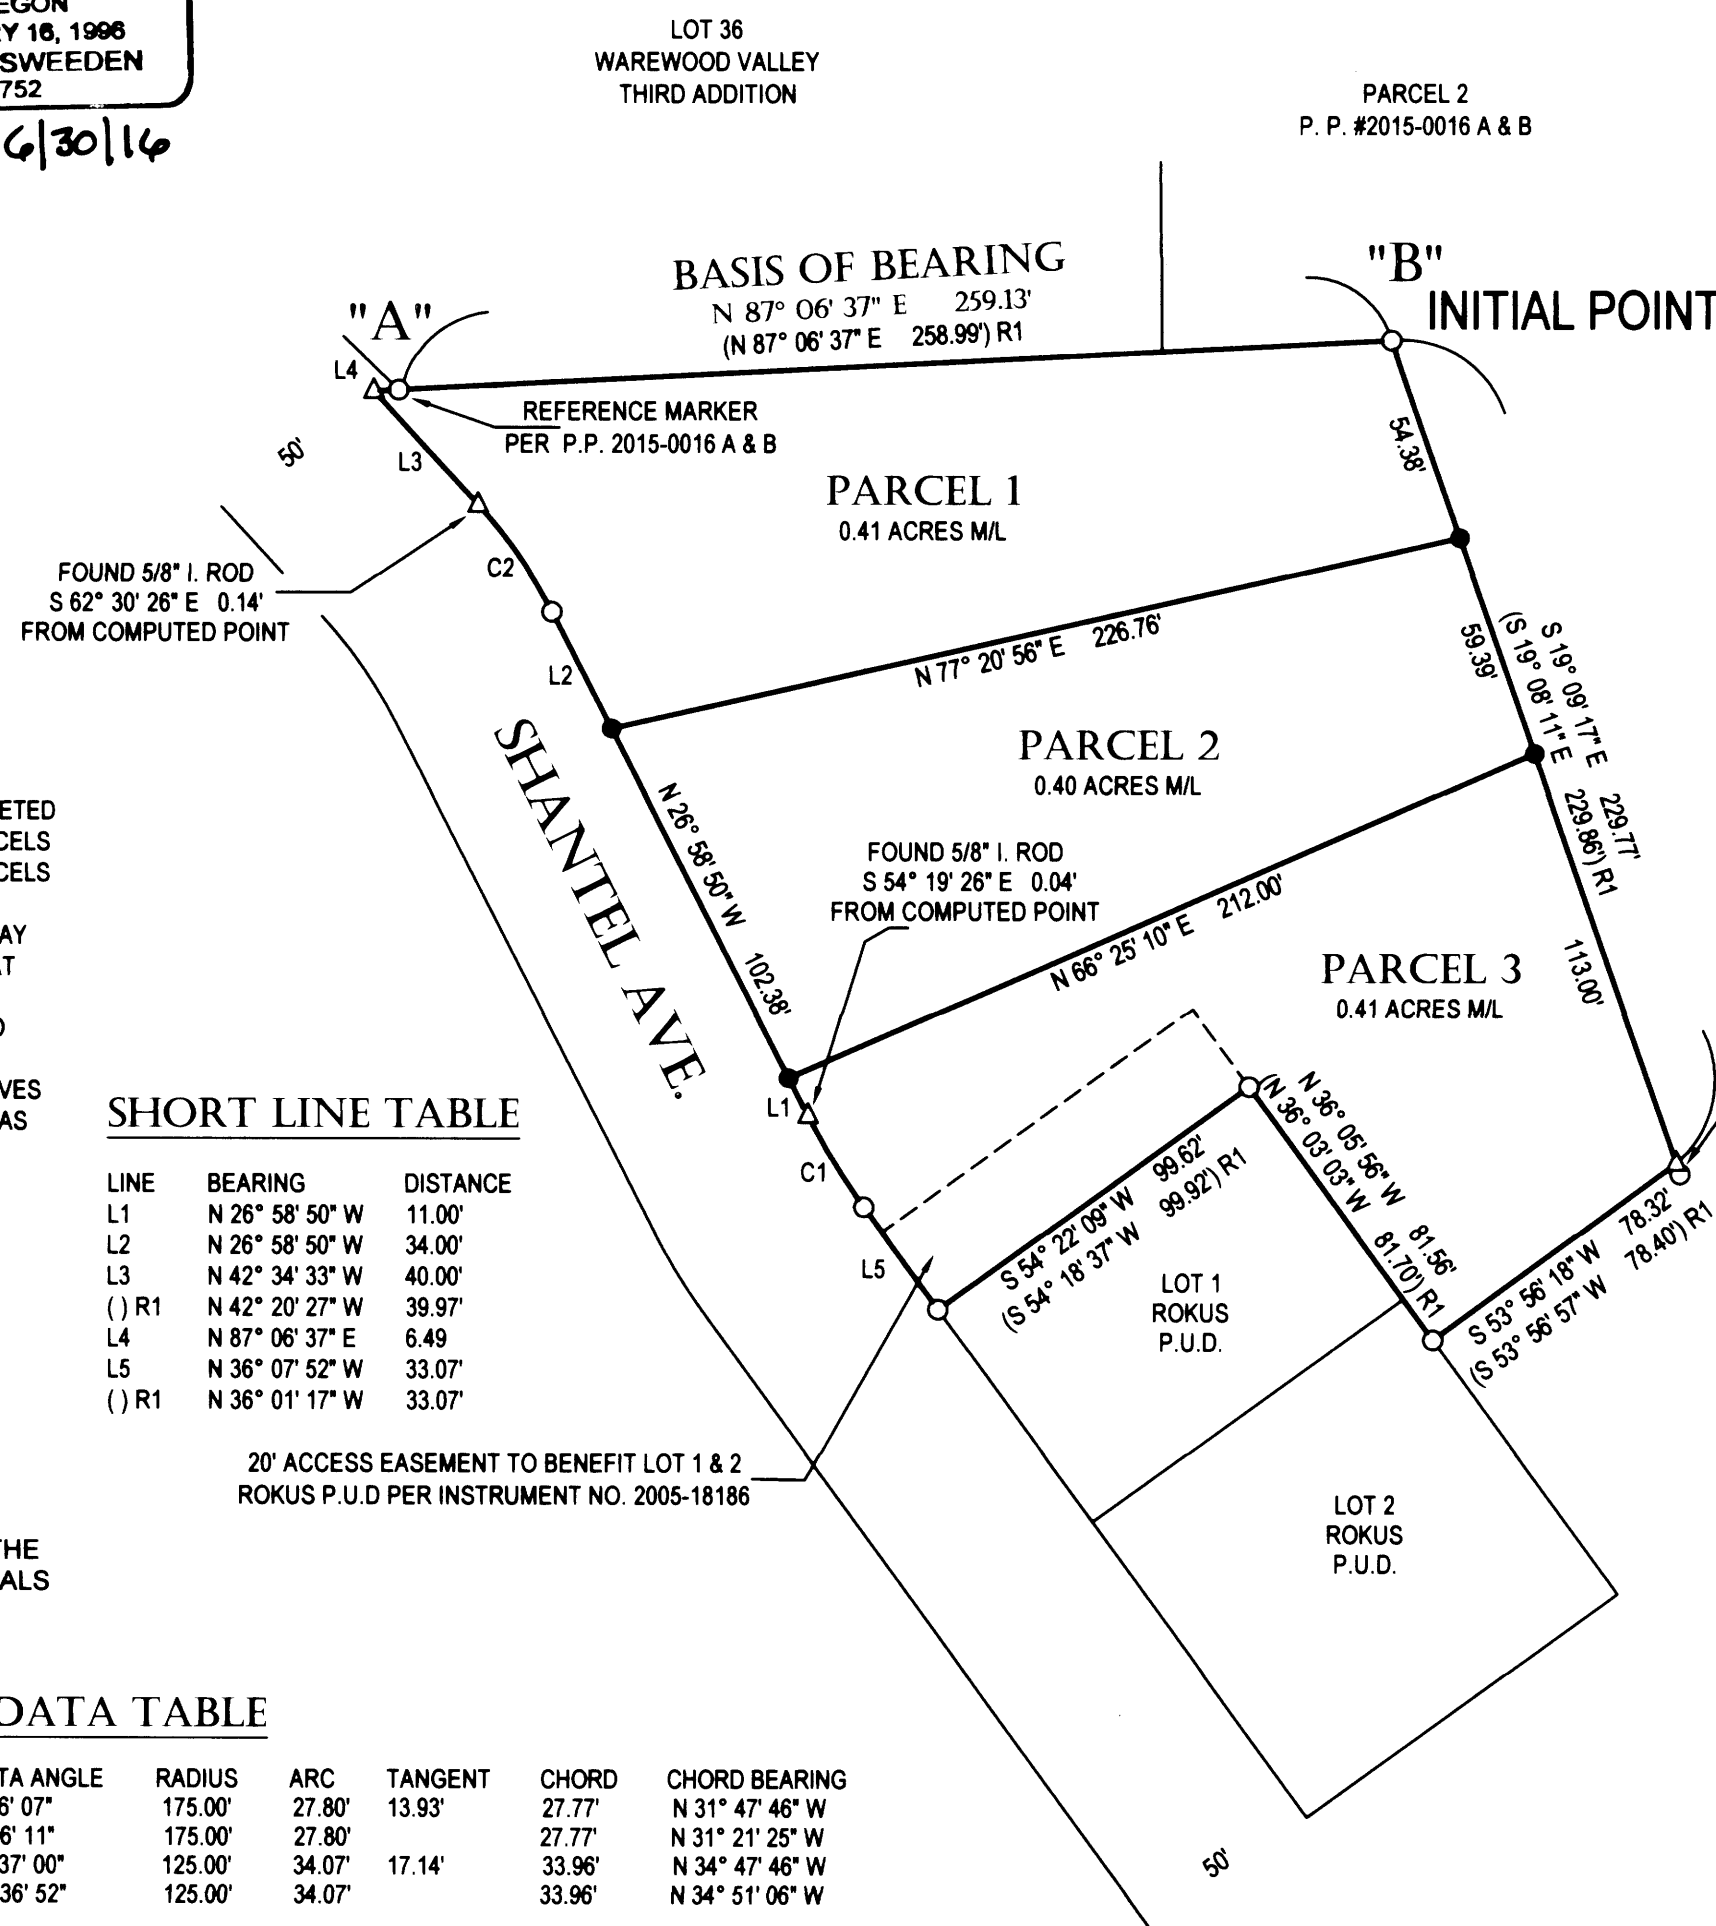 EGON
Y 16, 1996
SWEEDEN
752
6/30/16
LOT 36
WAREWOOD VALLEY
THIRD ADDITION
PARCEL 2
P. P. #2015-0016 A & B
BASIS OF BEARING
N 87° 06' 37" E 259.13'
(N 87° 06' 37" E 258.99') R1
"A"
"B"
INITIAL POINT
L4
REFERENCE MARKER
PER P.P. 2015-0016 A & B
50'
L3
54.38'
PARCEL 1
0.41 ACRES M/L
FOUND 5/8" I. ROD
S 62° 30' 26" E 0.14'
FROM COMPUTED POINT
C2
L2
N 77° 20' 56" E 226.76'
59.39'
S 19° 09' 17" E 229.77'
(S 19° 08' 11" E 229.86') R1
SHANTEL AVE.
PARCEL 2
0.40 ACRES M/L
N 26° 58' 50" W 102.38'
FOUND 5/8" I. ROD
S 54° 19' 26" E 0.04'
FROM COMPUTED POINT
N 66° 25' 10" E 212.00'
PARCEL 3
0.41 ACRES M/L
113.00'
ETED
CELS
CELS
AY
AT
VES
AS
L1
C1
L5
SHORT LINE TABLE
LINE BEARING DISTANCE
L1 N 26° 58' 50" W 11.00'
L2 N 26° 58' 50" W 34.00'
L3 N 42° 34' 33" W 40.00'
( ) R1 N 42° 20' 27" W 39.97'
L4 N 87° 06' 37" E 6.49
L5 N 36° 07' 52" W 33.07'
( ) R1 N 36° 01' 17" W 33.07'
S 54° 22' 09" W 99.62'
(S 54° 18' 37" W 99.92') R1
N 36° 05' 56" W 81.56'
(N 36° 03' 03" W 81.70') R1
S 53° 56' 18" W 78.32'
(S 53° 56' 57" W 78.40') R1
LOT 1
ROKUS
P.U.D.
20' ACCESS EASEMENT TO BENEFIT LOT 1 & 2
ROKUS P.U.D PER INSTRUMENT NO. 2005-18186
LOT 2
ROKUS
P.U.D.
THE
ALS
DATA TABLE
TA ANGLE RADIUS ARC TANGENT CHORD CHORD BEARING
6' 07" 175.00' 27.80' 13.93' 27.77' N 31° 47' 46" W
6' 11" 175.00' 27.80' 27.77' N 31° 21' 25" W
37' 00" 125.00' 34.07' 17.14' 33.96' N 34° 47' 46" W
36' 52" 125.00' 34.07' 33.96' N 34° 51' 06" W
50'